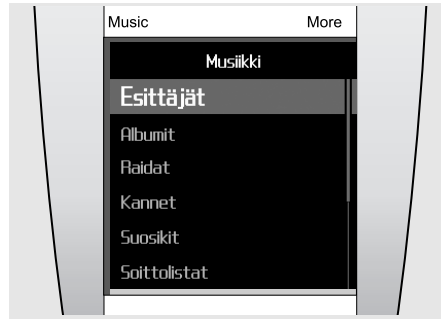 Music More
Musiikki
Esittäjät
Albumit
Raidat
Kannet
Suosikit
Soittolistat